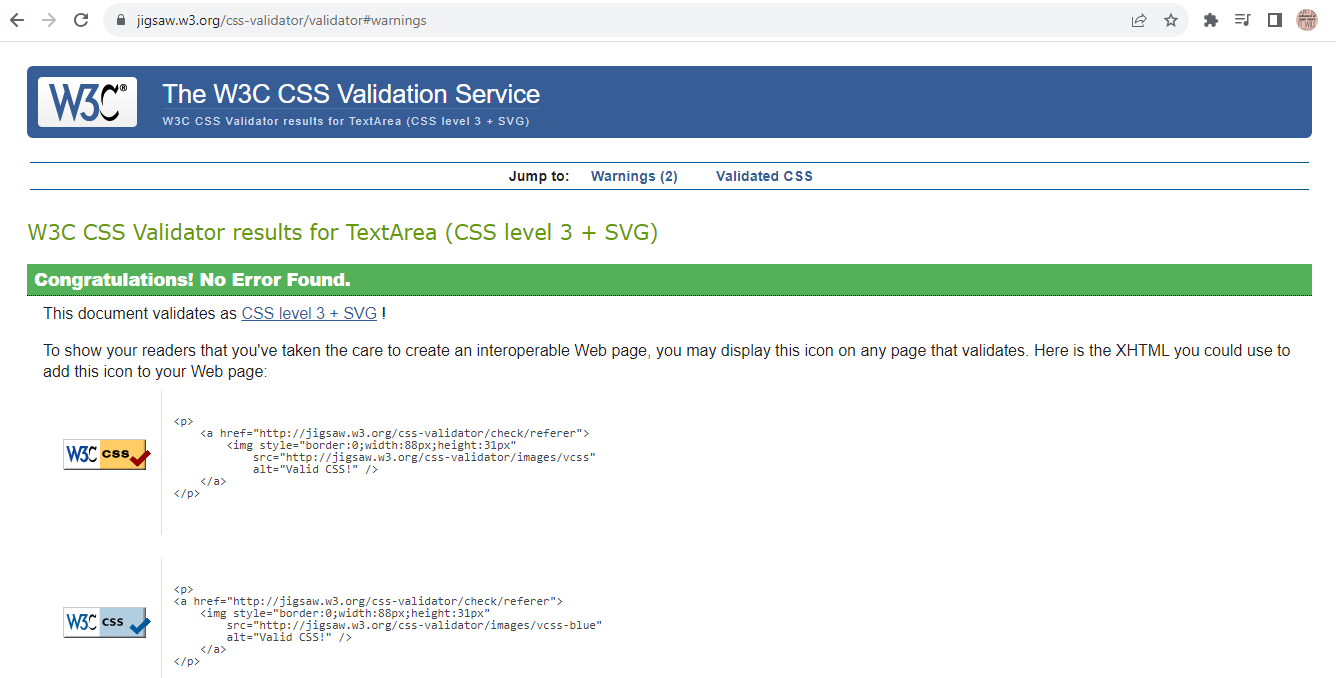 jigsaw.w3.org/css-validator/validator#warnings
W3C®
The W3C CSS Validation Service
W3C CSS Validator results for TextArea (CSS level 3 + SVG)
Jump to: Warnings (2) Validated CSS
W3C CSS Validator results for TextArea (CSS level 3 + SVG)
Congratulations! No Error Found.
This document validates as CSS level 3 + SVG !
To show your readers that you've taken the care to create an interoperable Web page, you may display this icon on any page that validates. Here is the XHTML you could use to
add this icon to your Web page:
W3C css
<p>
<a href="http://jigsaw.w3.org/css-validator/check/referer">
<img style="border:0;width:88px;height:31px"
src="http://jigsaw.w3.org/css-validator/images/vcss"
alt="Valid CSS!" />
</a>
</p>
W3C css
<p>
<a href="http://jigsaw.w3.org/css-validator/check/referer">
<img style="border:0;width:88px;height:31px"
src="http://jigsaw.w3.org/css-validator/images/vcss-blue"
alt="Valid CSS!" />
</a>
</p>